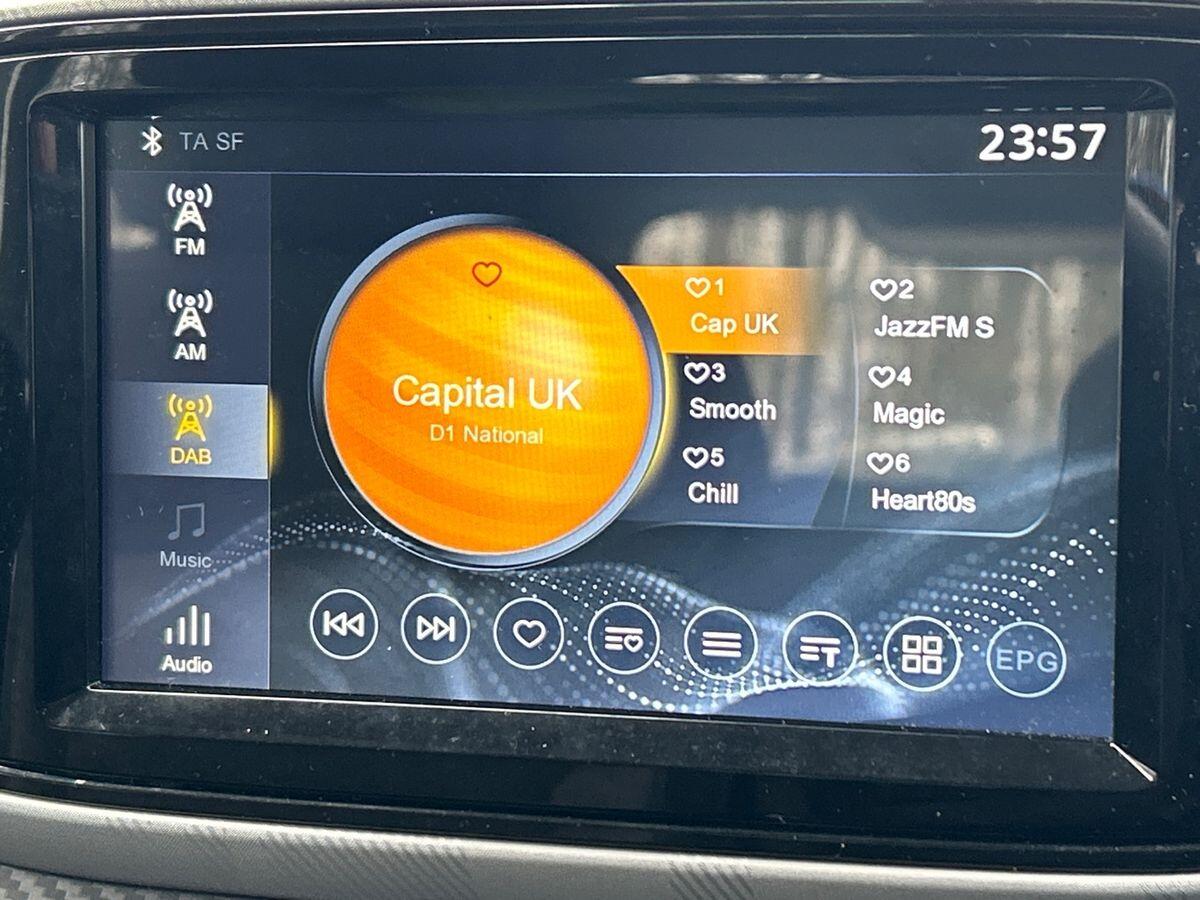 TA SF
23:57
FM
AM
DAB
Music
Audio
Capital UK
D1 National
1
Cap UK
2
JazzFM S
3
Smooth
4
Magic
5
Chill
6
Heart80s
T
EPG